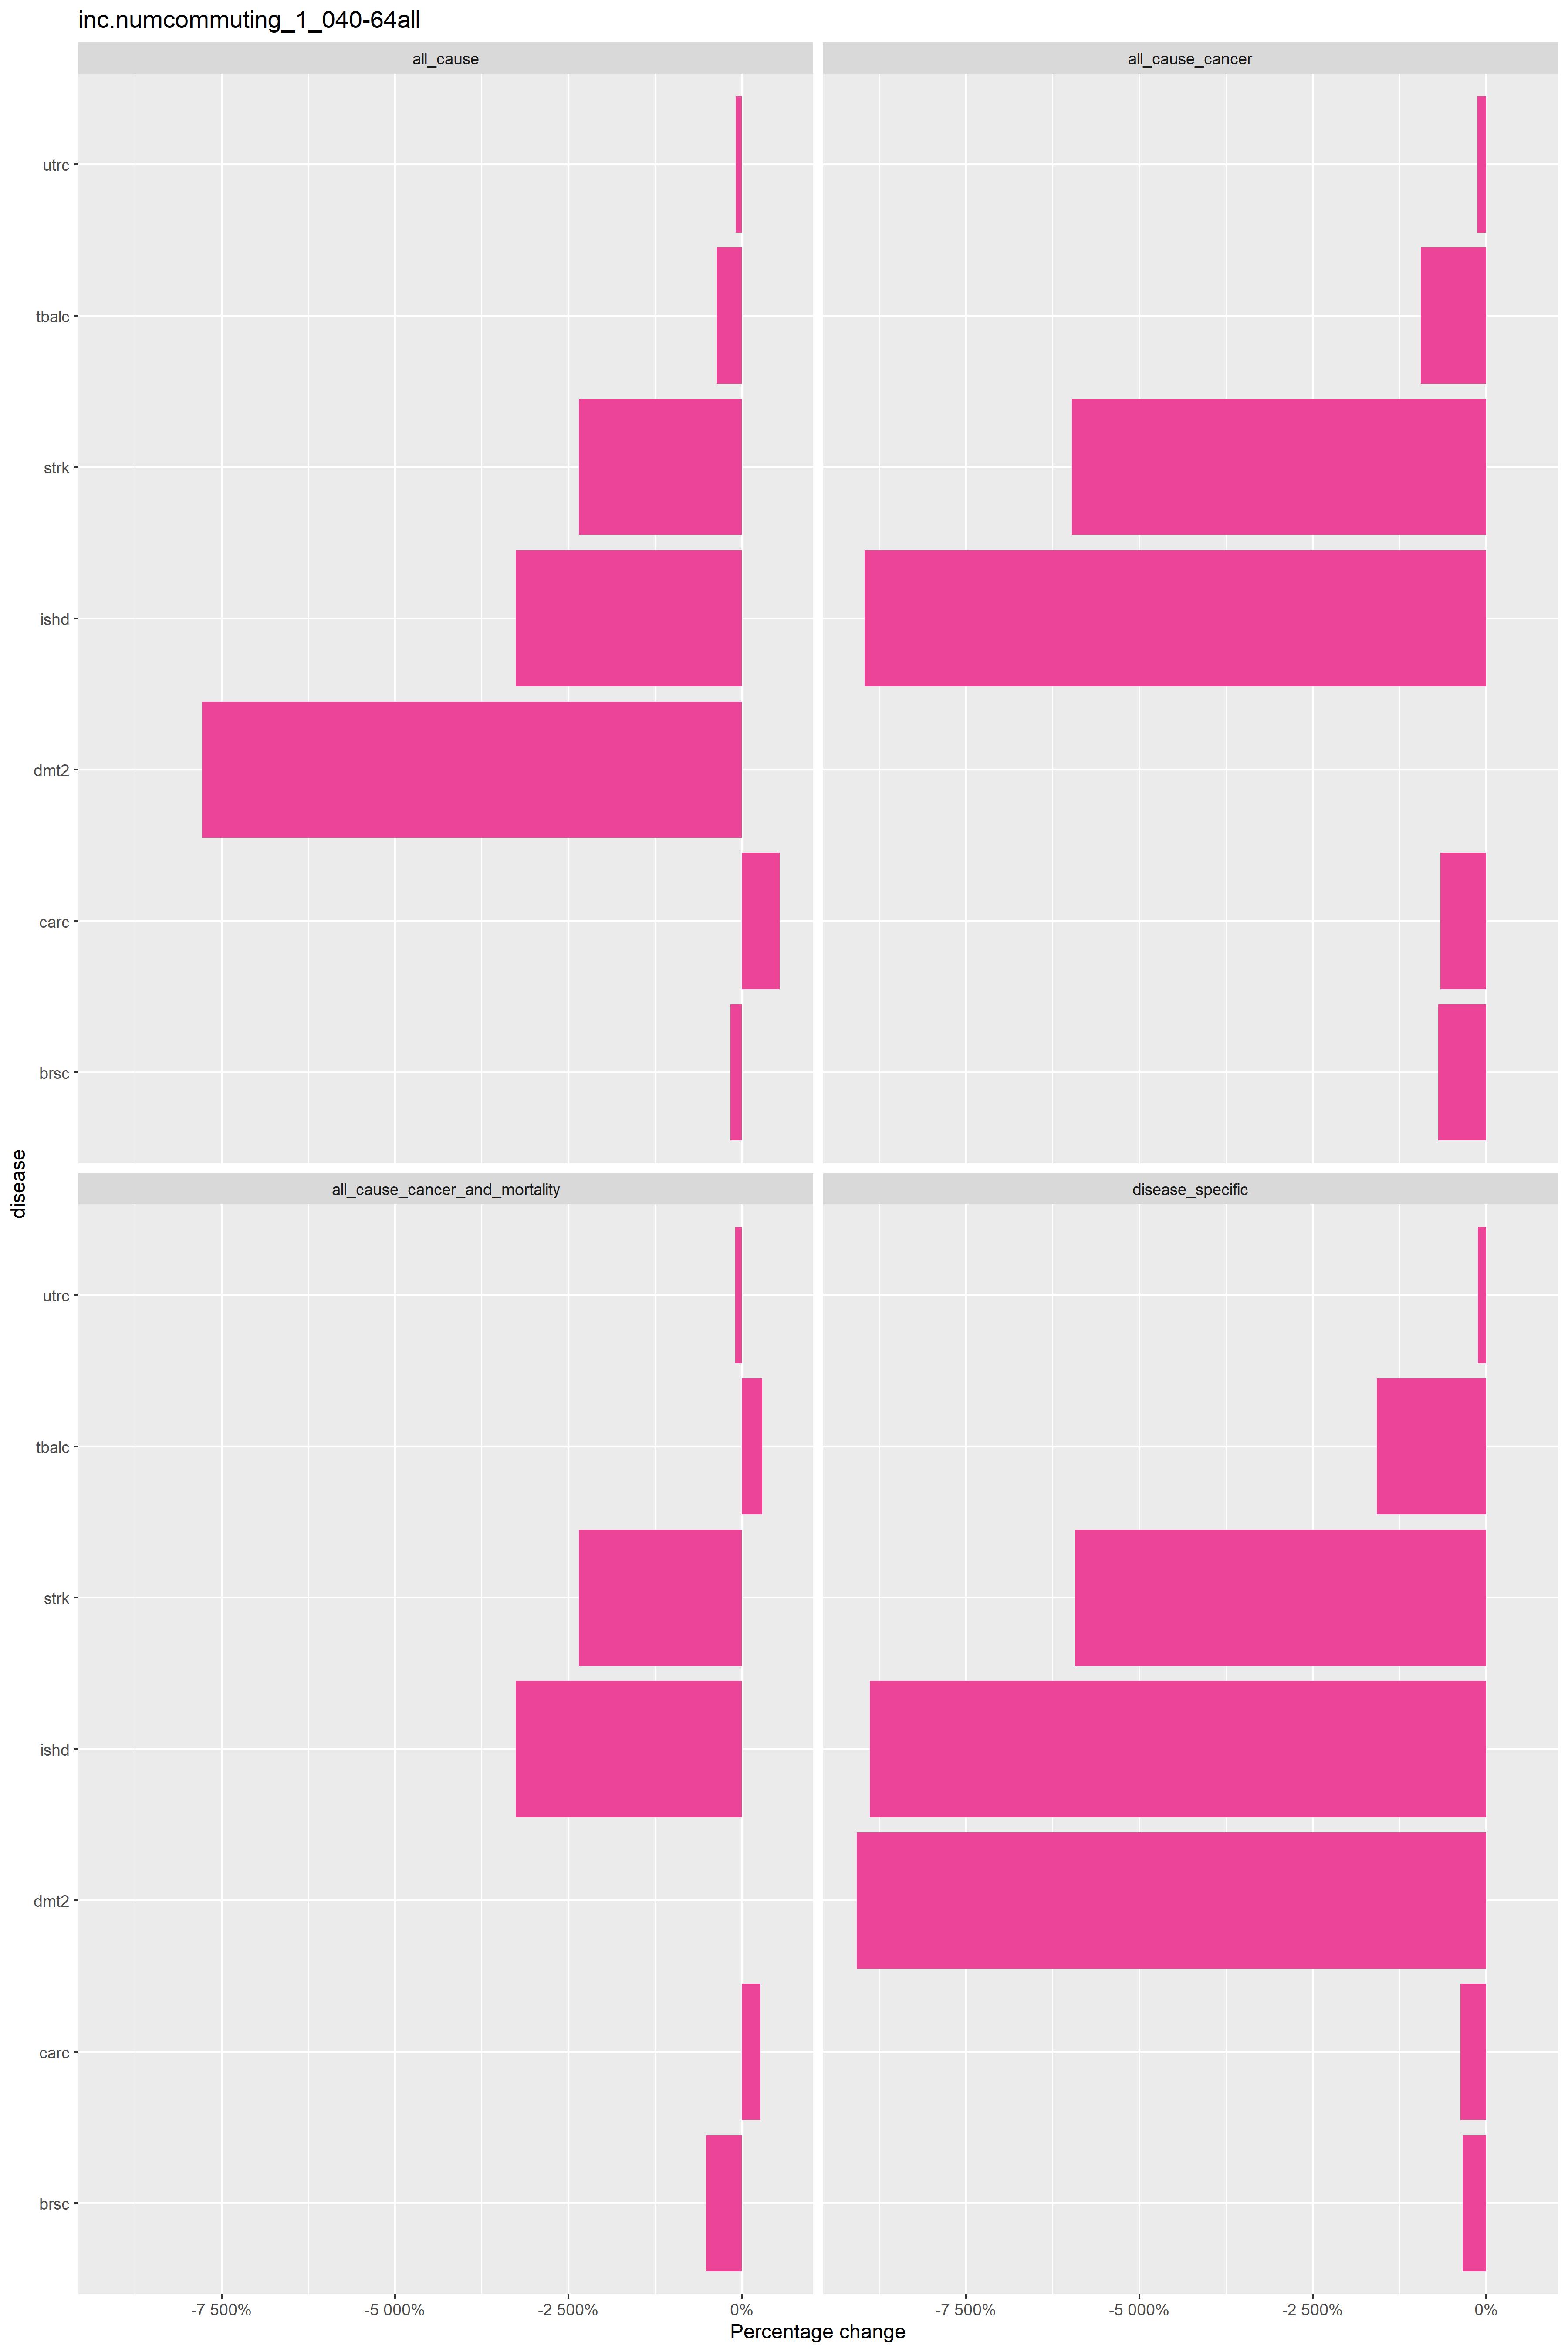 inc.numcommuting_1_040-64all
all_cause
all_cause_cancer
utrc
tbalc
strk
ishd
dmt2
carc
brsc
disease
all_cause_cancer_and_mortality
disease_specific
utrc
tbalc
strk
ishd
dmt2
carc
brsc
-7 500% -5 000% -2 500% 0% -7 500% -5 000% -2 500% 0%
Percentage change